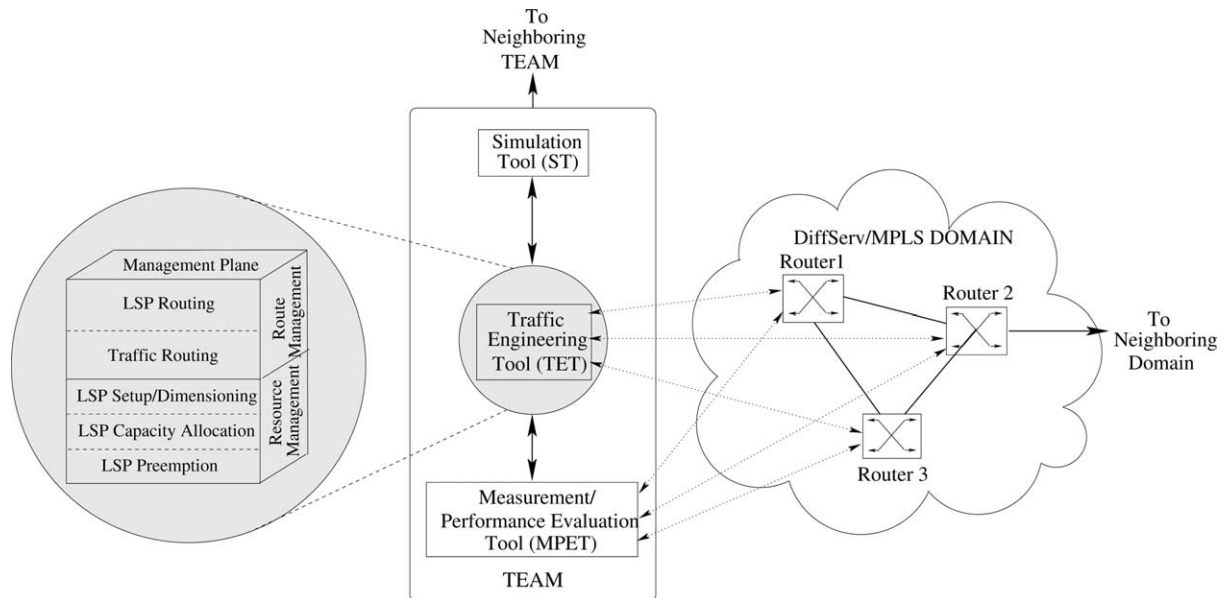 To
Neighboring
TEAM
Simulation
Tool (ST)
Management Plane
LSP Routing
Traffic Routing
LSP Setup/Dimensioning
LSP Capacity Allocation
LSP Preemption
Route
Management
Resource
Management
Traffic
Engineering
Tool (TET)
Measurement/
Performance Evaluation
Tool (MPET)
TEAM
DiffServ/MPLS DOMAIN
Router1
Router 2
Router 3
To
Neighboring
Domain